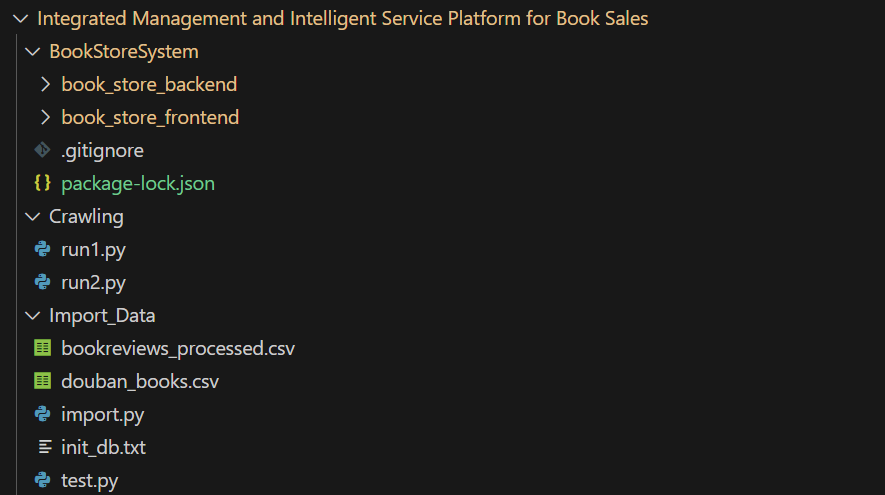 Integrated Management and Intelligent Service Platform for Book Sales
BookStoreSystem
book_store_backend
book_store_frontend
.gitignore
{} package-lock.json
Crawling
run1.py
run2.py
Import_Data
bookreviews_processed.csv
douban_books.csv
import.py
init_db.txt
test.py